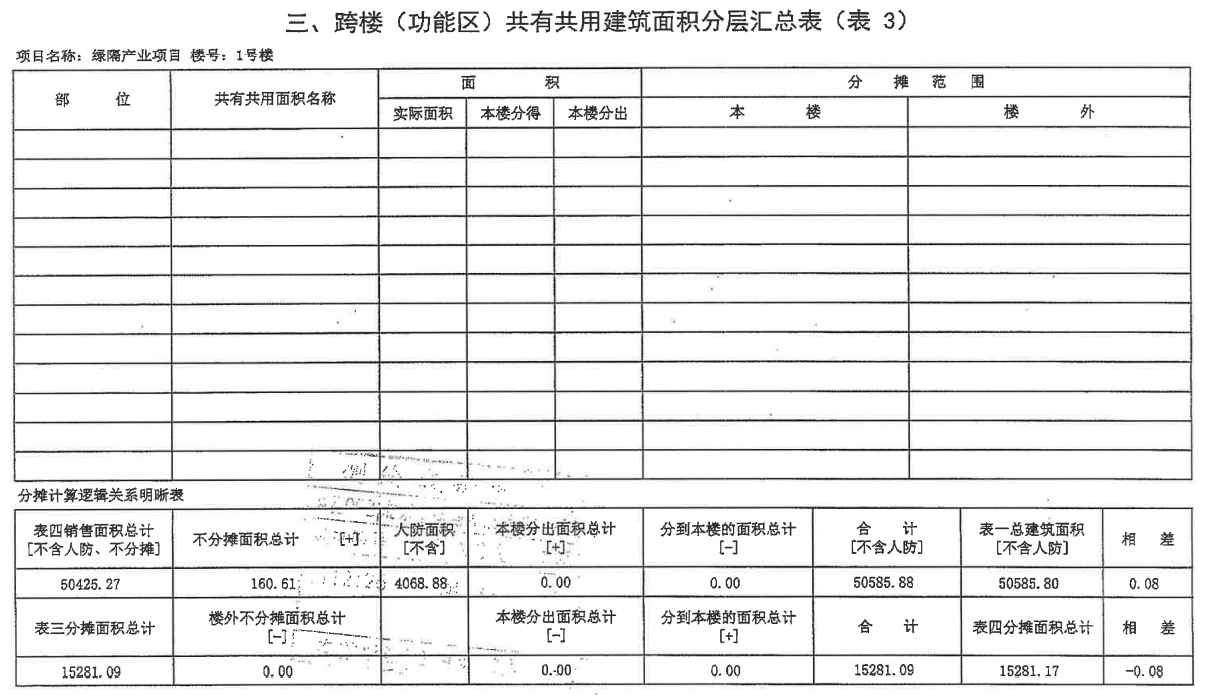 三、跨楼（功能区）共有共用建筑面积分层汇总表（表 3）
项目名称：绿隔产业项目 楼号：1号楼
部 位 共有共用面积名称 面 积 分 摊 范 围
实际面积 本楼分得 本楼分出 本 楼 楼 外
分摊计算逻辑关系明晰表
表四销售面积总计 不分摊面积总计 [+] 人防面积 本楼分出面积总计 分到本楼的面积总计 合 计 表一总建筑面积 相 差
[不含人防、不分摊] [不含] [+] [-] [不含人防] [不含人防]
50425.27 160.61 4068.88 0.00 0.00 50585.88 50585.80 0.08
表三分摊面积总计 楼外不分摊面积总计 本楼分出面积总计 分到本楼的面积总计 合 计 表四分摊面积总计 相 差
[-] [-] [+]
15281.09 0.00 0.00 0.00 15281.09 15281.17 -0.08